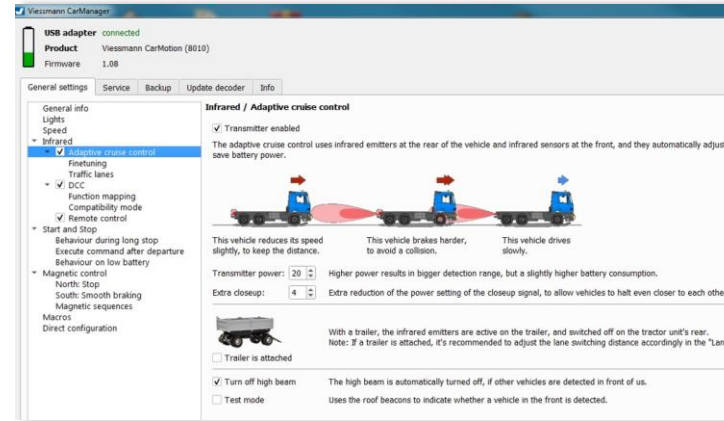 Viessmann CarManager
USB adapter connected
Product Viessmann CarMotion (8010)
Firmware 1.08
General settings Service Backup Update decoder Info
General info
Lights
Speed
Infrared
Adaptive cruise control
Finetuning
Traffic lanes
DCC
Function mapping
Compatibility mode
Remote control
Start and Stop
Behaviour during long stop
Execute command after departure
Behaviour on low battery
Magnetic control
North: Stop
South: Smooth braking
Magnetic sequences
Macros
Direct configuration
Infrared / Adaptive cruise control
Transmitter enabled
The adaptive cruise control uses infrared emitters at the rear of the vehicle and infrared sensors at the front, and they automatically adjust
save battery power.
This vehicle reduces its speed
slightly, to keep the distance.
This vehicle brakes harder,
to avoid a collision.
This vehicle drives
slowly.
Transmitter power: 20 Higher power results in bigger detection range, but a slightly higher battery consumption.
Extra closeup: 4 Extra reduction of the power setting of the closeup signal, to allow vehicles to halt even closer to each othe
With a trailer, the infrared emitters are active on the trailer, and switched off on the tractor unit's rear.
Note: If a trailer is attached, it's recommended to adjust the lane switching distance accordingly in the "Lan
Trailer is attached
Turn off high beam The high beam is automatically turned off, if other vehicles are detected in front of us.
Test mode Uses the roof beacons to indicate whether a vehicle in the front is detected.